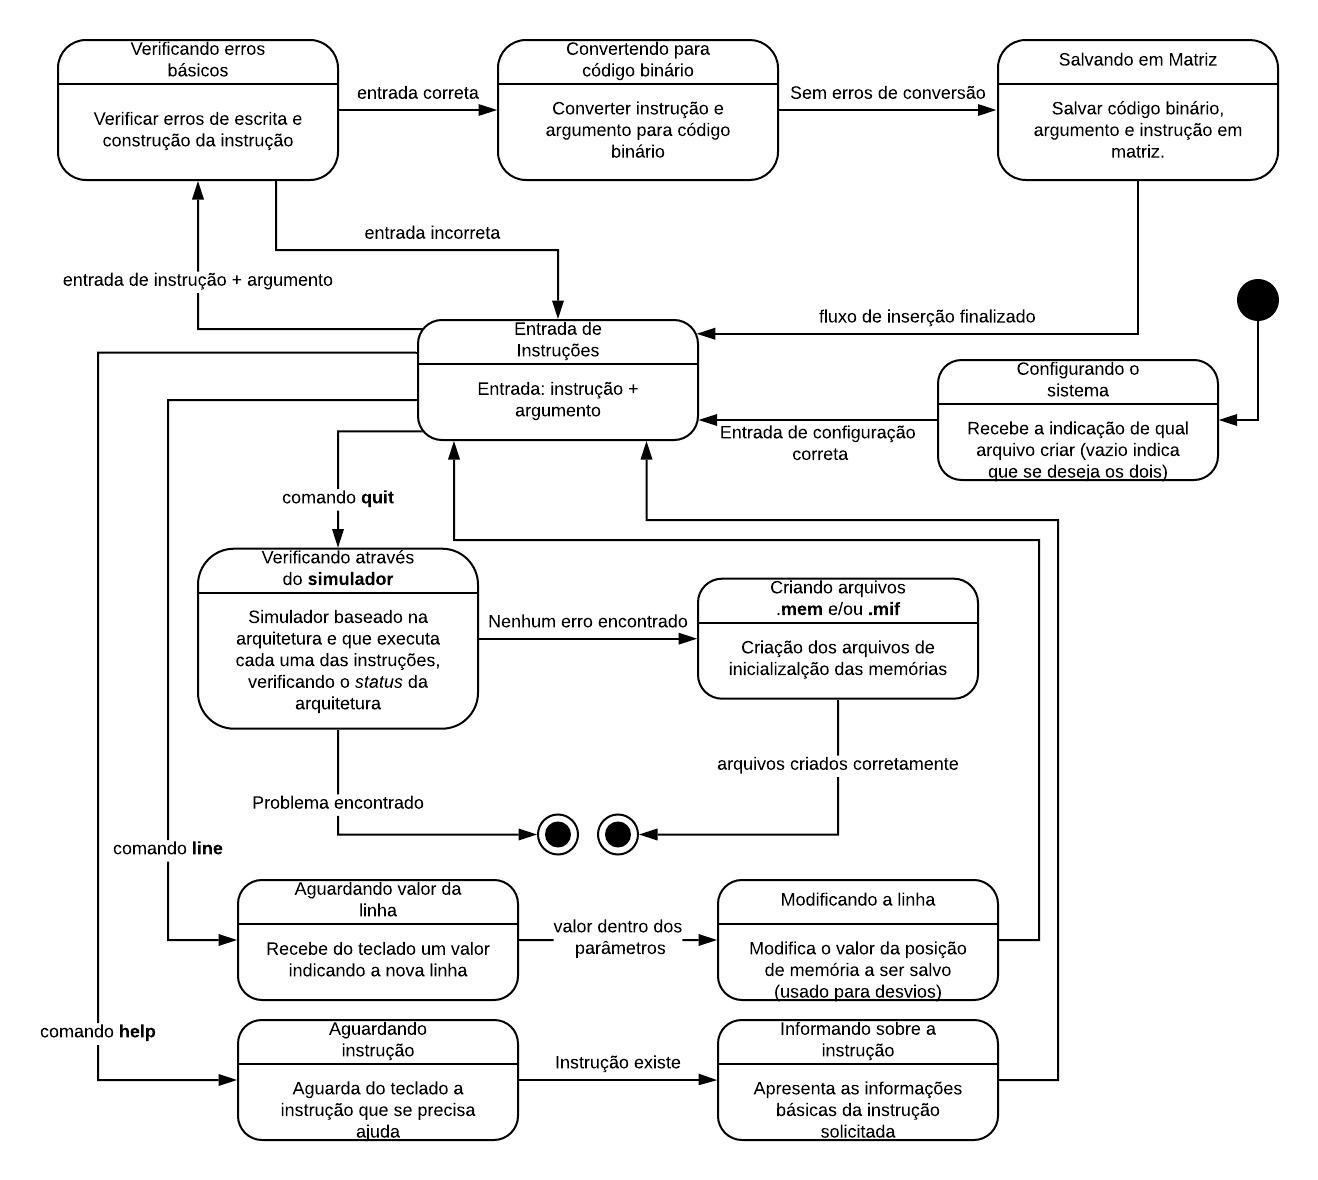 Verificando erros
básicos
Verificar erros de escrita e
construção da instrução
entrada correta
Convertendo para
código binário
Converter instrução e
argumento para código
binário
Sem erros de conversão
Salvando em Matriz
Salvar código binário,
argumento e instrução em
matriz.
entrada incorreta
entrada de instrução + argumento
fluxo de inserção finalizado
Entrada de
Instruções
Entrada: instrução +
argumento
Configurando o
sistema
Recebe a indicação de qual
arquivo criar (vazio indica
que se deseja os dois)
Entrada de configuração
correta
comando quit
Verificando através
do simulador
Simulador baseado na
arquitetura e que executa
cada uma das instruções,
verificando o status da
arquitetura
Nenhum erro encontrado
Criando arquivos
.mem e/ou .mif
Criação dos arquivos de
inicializalção das memórias
arquivos criados corretamente
Problema encontrado
comando line
Aguardando valor da
linha
Recebe do teclado um valor
indicando a nova linha
valor dentro dos
parâmetros
Modificando a linha
Modifica o valor da posição
de memória a ser salvo
(usado para desvios)
comando help
Aguardando
instrução
Aguarda do teclado a
instrução que se precisa
ajuda
Instrução existe
Informando sobre a
instrução
Apresenta as informações
básicas da instrução
solicitada